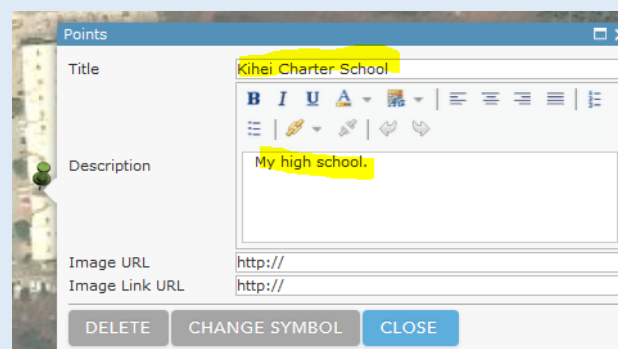 Points
Title Kihei Charter School
B I U A
Description My high school.
Image URL http://
Image Link URL http://
DELETE CHANGE SYMBOL CLOSE